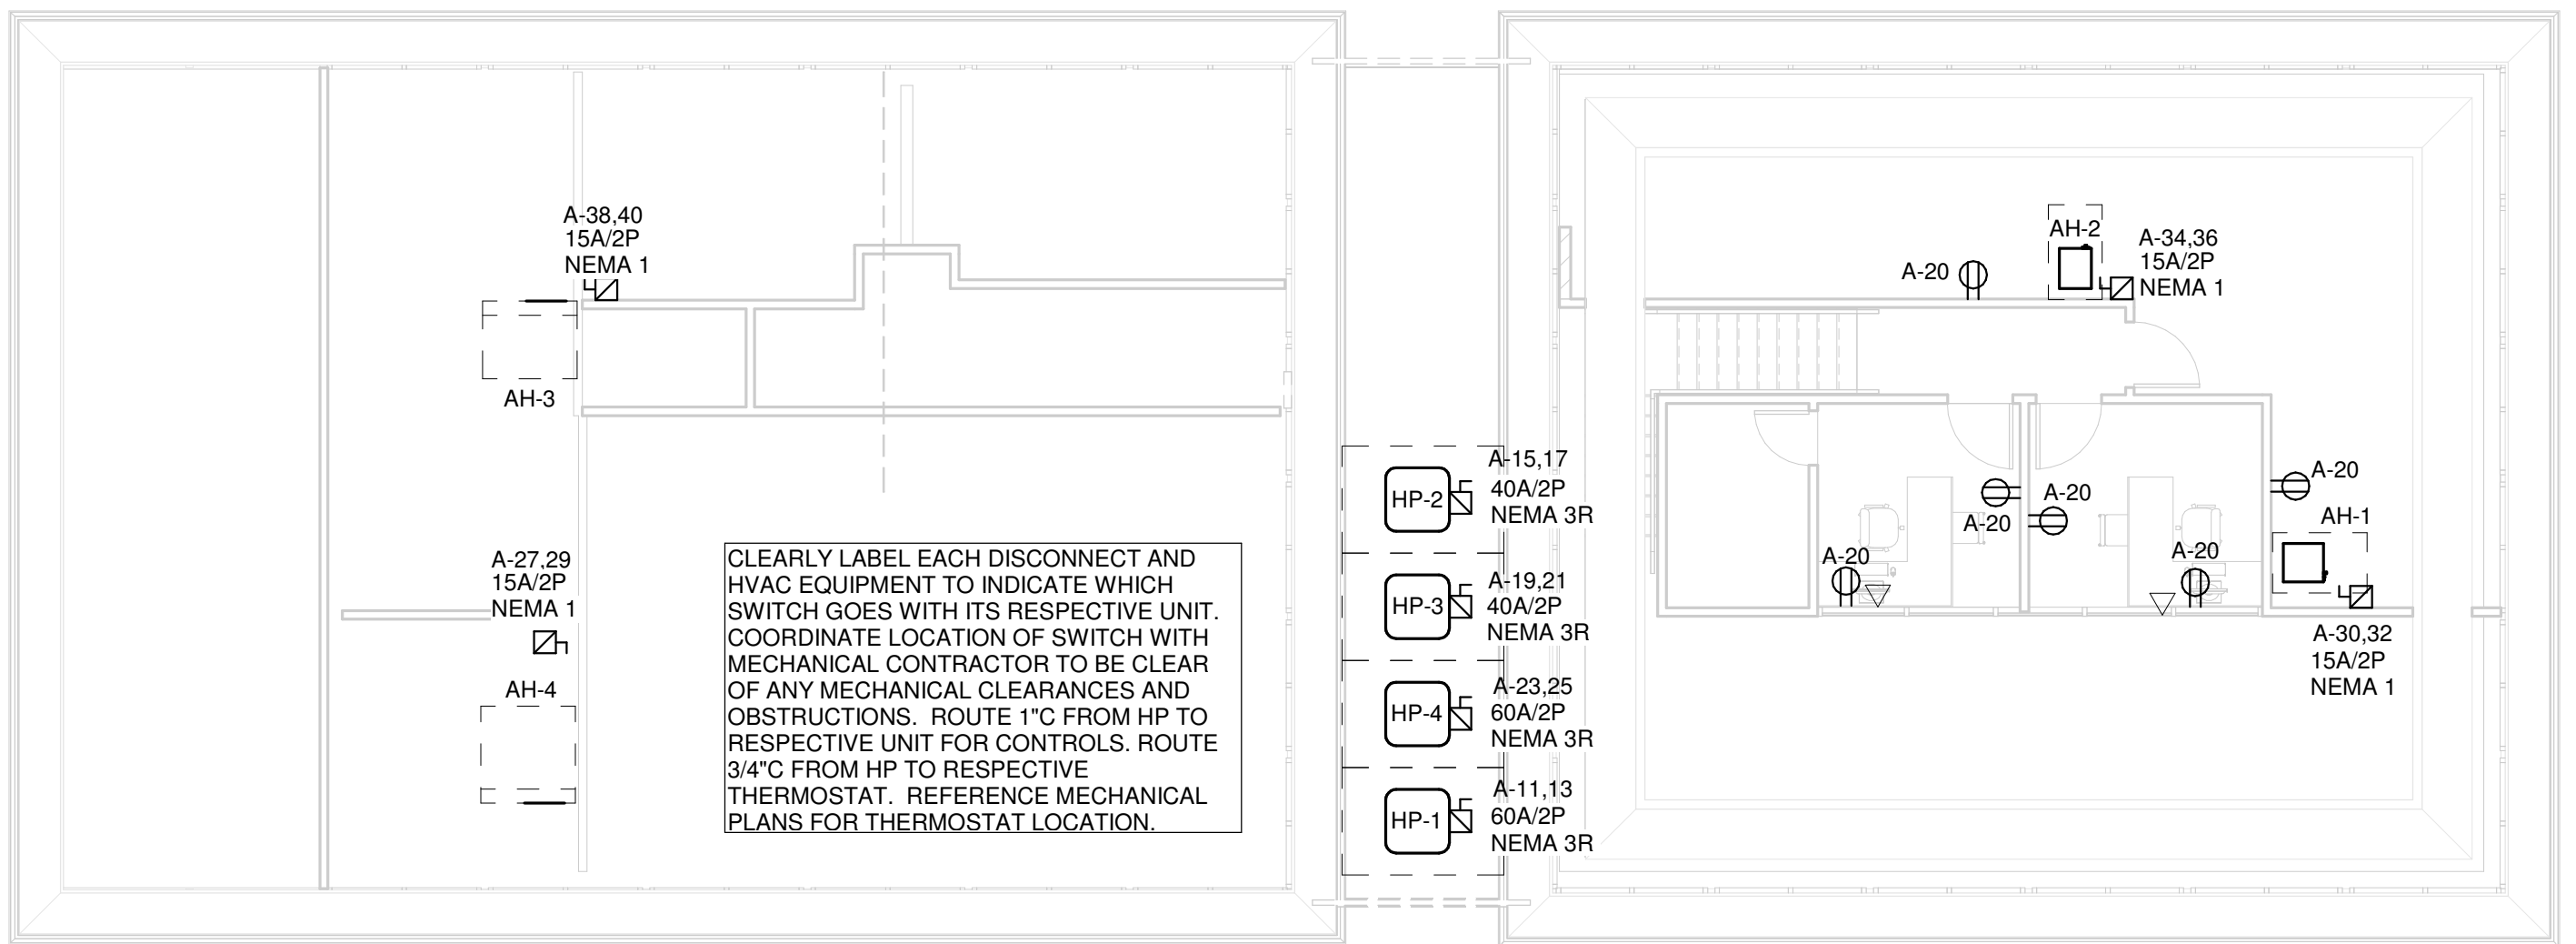 A-38,40
15A/2P
NEMA 1
AH-3
A-27,29
15A/2P
NEMA 1
AH-4
CLEARLY LABEL EACH DISCONNECT AND
HVAC EQUIPMENT TO INDICATE WHICH
SWITCH GOES WITH ITS RESPECTIVE UNIT.
COORDINATE LOCATION OF SWITCH WITH
MECHANICAL CONTRACTOR TO BE CLEAR
OF ANY MECHANICAL CLEARANCES AND
OBSTRUCTIONS.  ROUTE 1"C FROM HP TO
RESPECTIVE UNIT FOR CONTROLS. ROUTE
3/4"C FROM HP TO RESPECTIVE
THERMOSTAT.  REFERENCE MECHANICAL
PLANS FOR THERMOSTAT LOCATION.
HP-2
A-15,17
40A/2P
NEMA 3R
HP-3
A-19,21
40A/2P
NEMA 3R
HP-4
A-23,25
60A/2P
NEMA 3R
HP-1
A-11,13
60A/2P
NEMA 3R
A-20
AH-2
A-34,36
15A/2P
NEMA 1
A-20
A-20
A-20
A-20
A-20
AH-1
A-30,32
15A/2P
NEMA 1